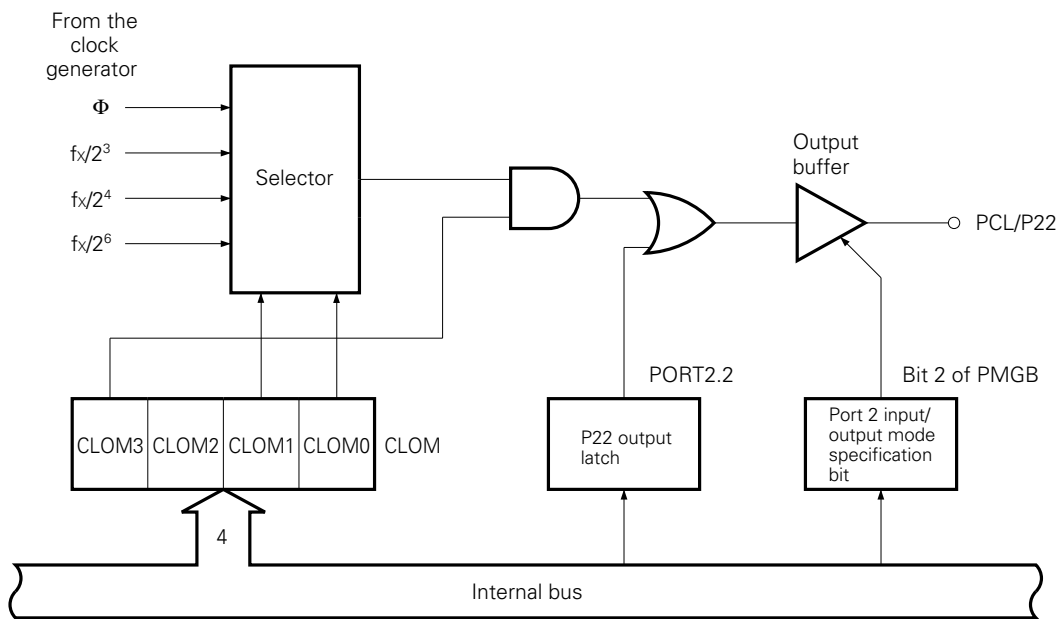 From the
clock
generator
Φ
fx/2³
fx/2⁴
fx/2⁶
Selector
Output
buffer
PCL/P22
PORT2.2
Bit 2 of PMGB
CLOM3 CLOM2 CLOM1 CLOM0 CLOM
P22 output
latch
Port 2 input/
output mode
specification
bit
4
Internal bus